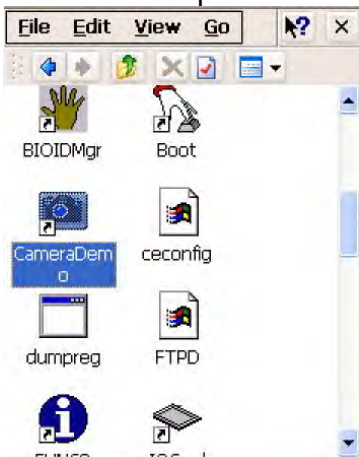 File Edit View Go
BIOIDMgr Boot
CameraDem ceconfig
o
dumpreg FTPD